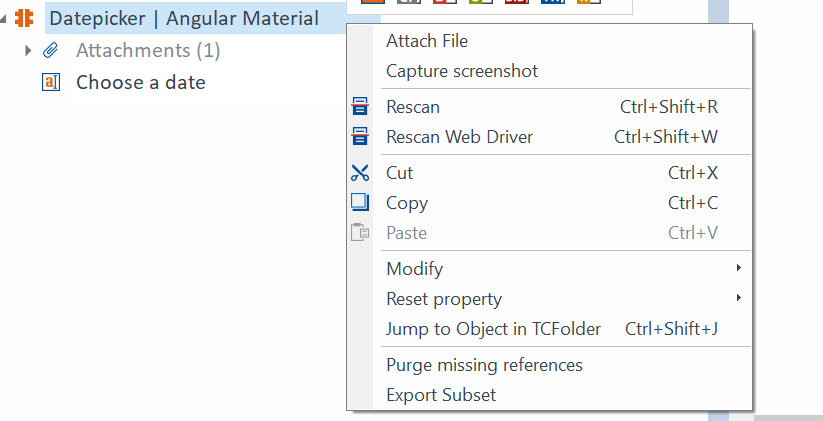 Datepicker | Angular Material
Attachments (1)
Choose a date
Attach File
Capture screenshot
Rescan Ctrl+Shift+R
Rescan Web Driver Ctrl+Shift+W
Cut Ctrl+X
Copy Ctrl+C
Paste Ctrl+V
Modify
Reset property
Jump to Object in TCFolder Ctrl+Shift+J
Purge missing references
Export Subset